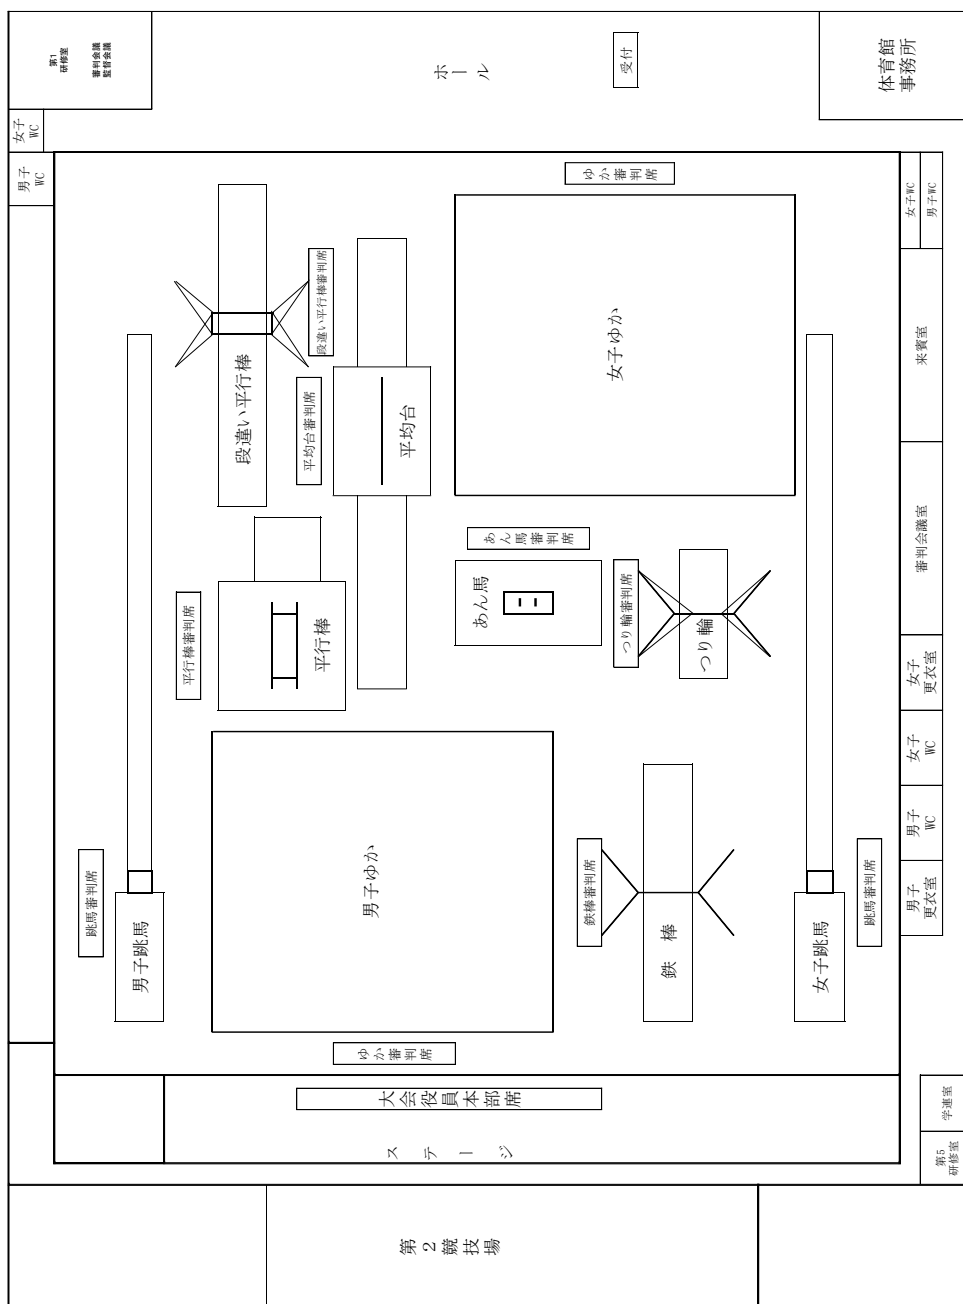 第1
研修室
審判会議
監督会議
ホール
受付
体育館
事務所
女子
WC
男子
WC
ゆか審判席
女子WC
男子WC
段違い平行棒審判席
段違い平行棒
平均台審判席
平均台
女子ゆか
来賓室
あん馬審判席
審判会議室
平行棒審判席
平行棒
あん馬
つり輪審判席
つり輪
女子
更衣室
女子
WC
男子
WC
男子
更衣室
跳馬審判席
男子跳馬
男子ゆか
鉄棒審判席
鉄 棒
女子跳馬
跳馬審判席
ゆか審判席
大会役員本部席
ステージ
学連室
第5
研修室
第2競技場